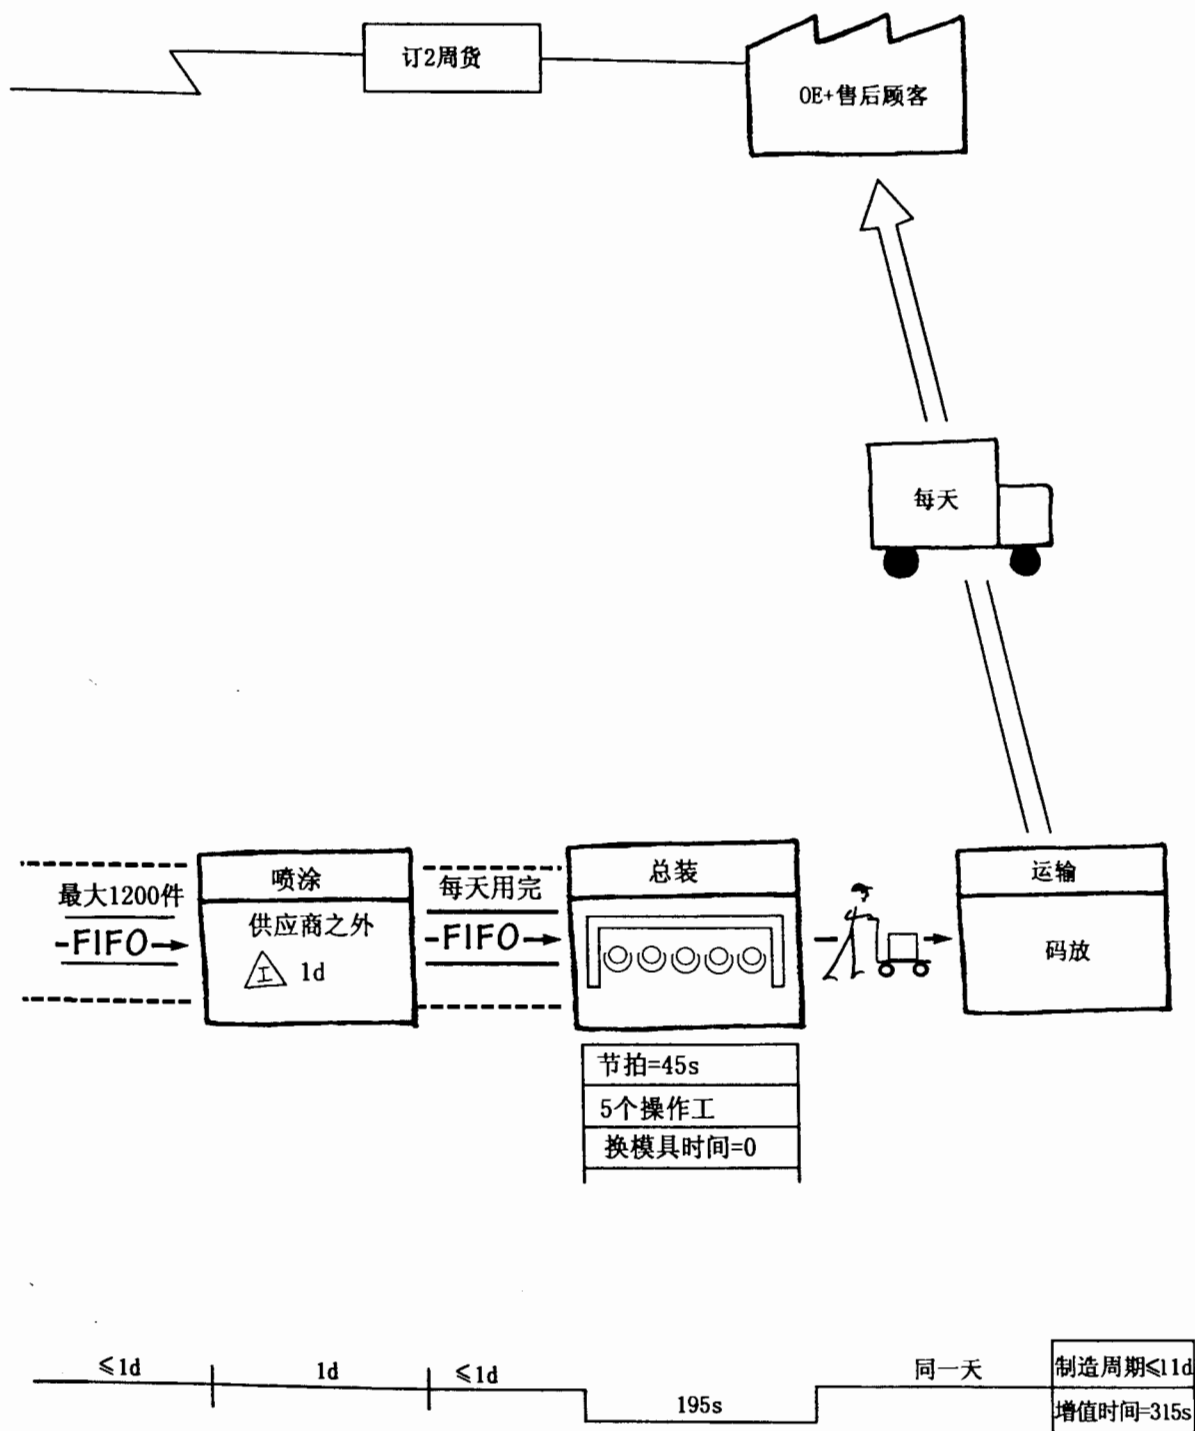 订2周货
OE+售后顾客
每天
最大1200件
FIFO
喷涂
供应商之外
工 1d
每天用完
FIFO
总装
运输
码放
节拍=45s
5个操作工
换模具时间=0
≤1d
1d
≤1d
195s
同一天
制造周期≤11d
增值时间=315s